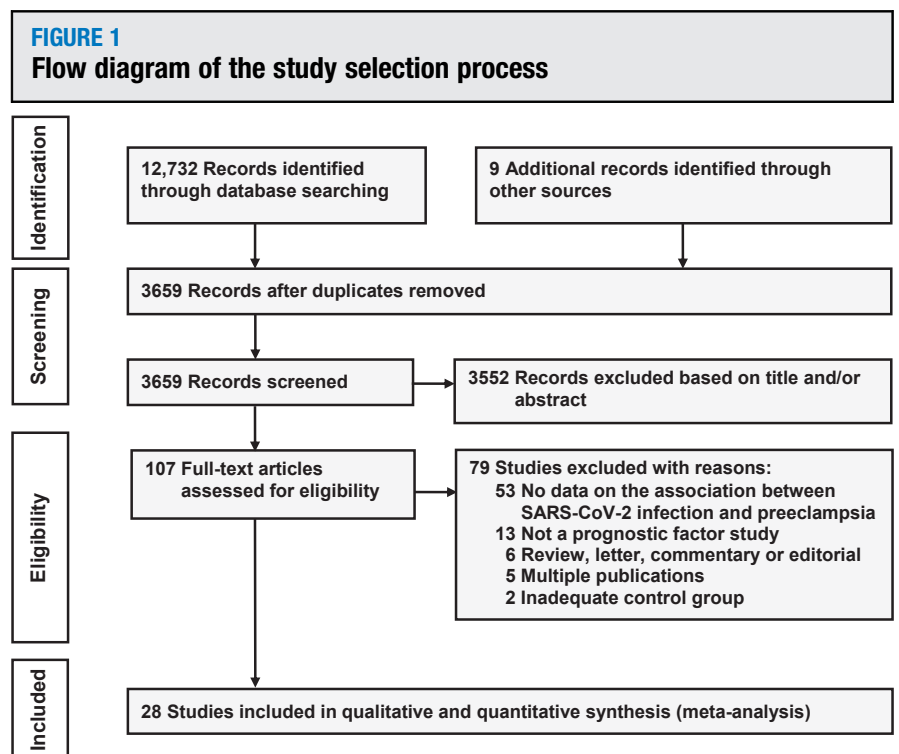 FIGURE 1
Flow diagram of the study selection process
Identification
12,732 Records identified
through database searching
9 Additional records identified through
other sources
Screening
3659 Records after duplicates removed
3659 Records screened
3552 Records excluded based on title and/or
abstract
Eligibility
107 Full-text articles
assessed for eligibility
79 Studies excluded with reasons:
53 No data on the association between
SARS-CoV-2 infection and preeclampsia
13 Not a prognostic factor study
6 Review, letter, commentary or editorial
5 Multiple publications
2 Inadequate control group
Included
28 Studies included in qualitative and quantitative synthesis (meta-analysis)